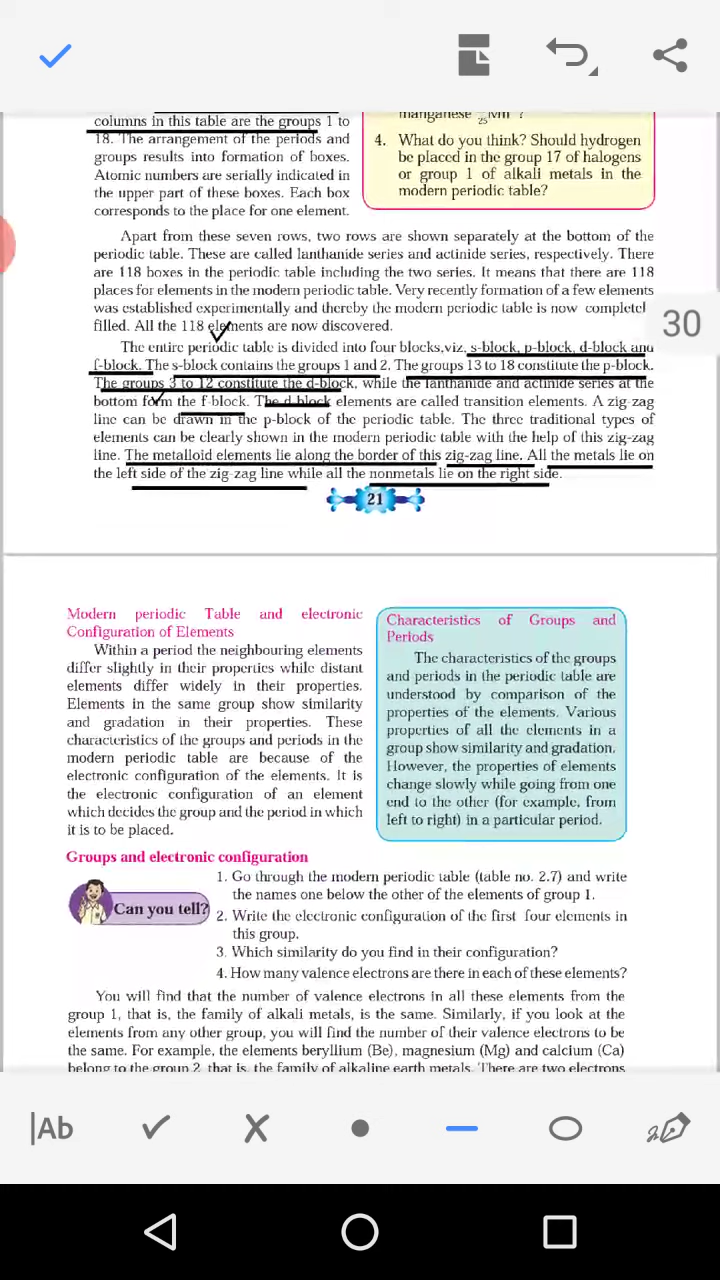 columns in this table are the groups 1 to
18. The arrangement of the periods and
groups results into formation of boxes.
Atomic numbers are serially indicated in
the upper part of these boxes. Each box
corresponds to the place for one element.
manganese 25Mn ?
4. What do you think? Should hydrogen
be placed in the group 17 of halogens
or group 1 of alkali metals in the
modern periodic table?
Apart from these seven rows, two rows are shown separately at the bottom of the
periodic table. These are called lanthanide series and actinide series, respectively. There
are 118 boxes in the periodic table including the two series. It means that there are 118
places for elements in the modern periodic table. Very recently formation of a few elements
was established experimentally and thereby the modern periodic table is now completel
filled. All the 118 elements are now discovered.
30
The entire periodic table is divided into four blocks,viz, s-block, p-block, d-block and
f-block. The s-block contains the groups 1 and 2. The groups 13 to 18 constitute the p-block.
The groups 3 to 12 constitute the d-block, while the lanthanide and actinide series at the
bottom form the f-block. The d-block elements are called transition elements. A zig-zag
line can be drawn in the p-block of the periodic table. The three traditional types of
elements can be clearly shown in the modern periodic table with the help of this zig-zag
line. The metalloid elements lie along the border of this zig-zag line. All the metals lie on
the left side of the zig-zag line while all the nonmetals lie on the right side.
21
Modern periodic Table and electronic
Configuration of Elements
Within a period the neighbouring elements
differ slightly in their properties while distant
elements differ widely in their properties.
Elements in the same group show similarity
and gradation in their properties. These
characteristics of the groups and periods in the
modern periodic table are because of the
electronic configuration of the elements. It is
the electronic configuration of an element
which decides the group and the period in which
it is to be placed.
Characteristics of Groups and
Periods
The characteristics of the groups
and periods in the periodic table are
understood by comparison of the
properties of the elements. Various
properties of all the elements in a
group show similarity and gradation.
However, the properties of elements
change slowly while going from one
end to the other (for example, from
left to right) in a particular period.
Groups and electronic configuration
Can you tell?
1. Go through the modern periodic table (table no. 2.7) and write
the names one below the other of the elements of group 1.
2. Write the electronic configuration of the first four elements in
this group.
3. Which similarity do you find in their configuration?
4. How many valence electrons are there in each of these elements?
You will find that the number of valence electrons in all these elements from the
group 1, that is, the family of alkali metals, is the same. Similarly, if you look at the
elements from any other group, you will find the number of their valence electrons to be
the same. For example, the elements beryllium (Be), magnesium (Mg) and calcium (Ca)
belong to the group 2, that is, the family of alkaline earth metals. There are two electrons
Ab